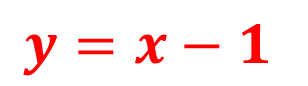 y = x − 1